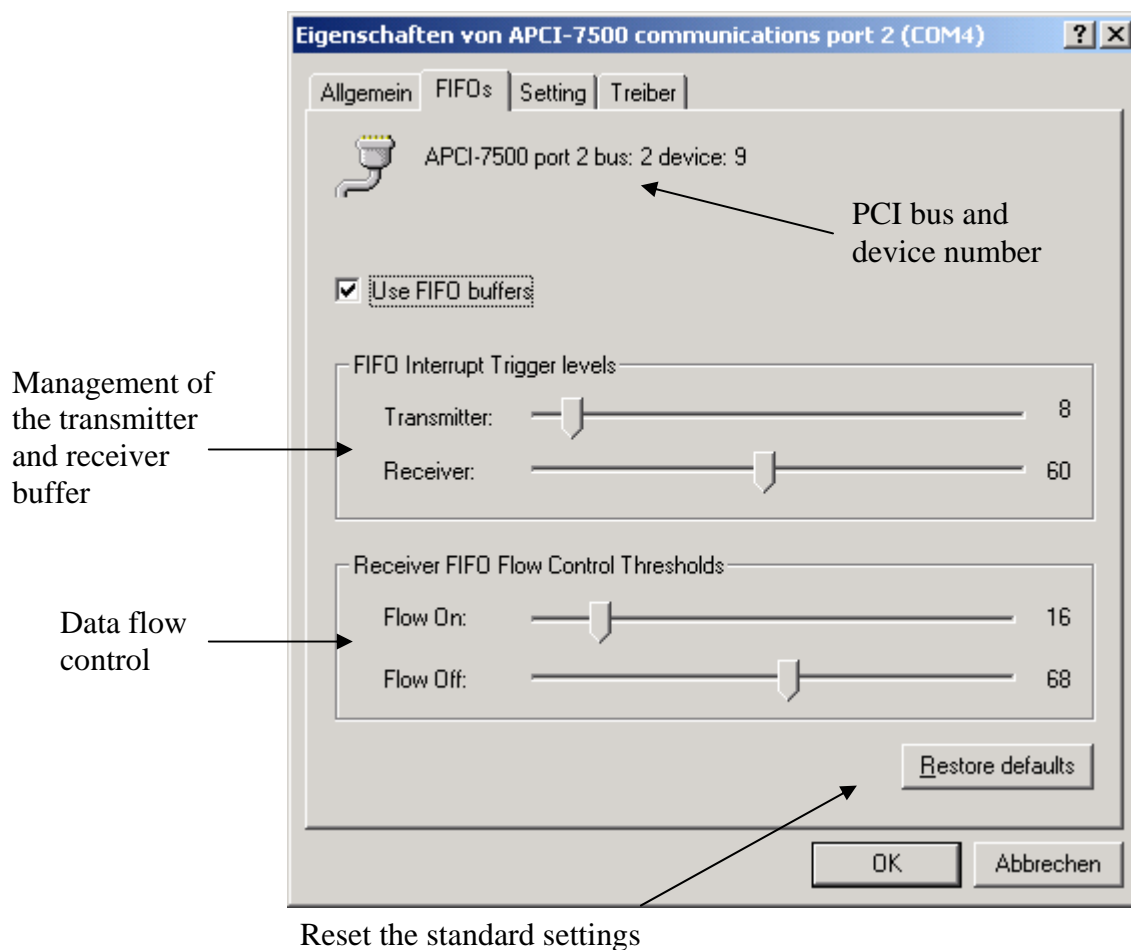 Eigenschaften von APCI-7500 communications port 2 (COM4)
Allgemein FIFOs Setting Treiber
APCI-7500 port 2 bus: 2 device: 9
PCI bus and
device number
Use FIFO buffers
FIFO Interrupt Trigger levels
Management of
the transmitter
and receiver
buffer
Transmitter: 8
Receiver: 60
Receiver FIFO Flow Control Thresholds
Data flow
control
Flow On: 16
Flow Off: 68
Restore defaults
OK Abbrechen
Reset the standard settings